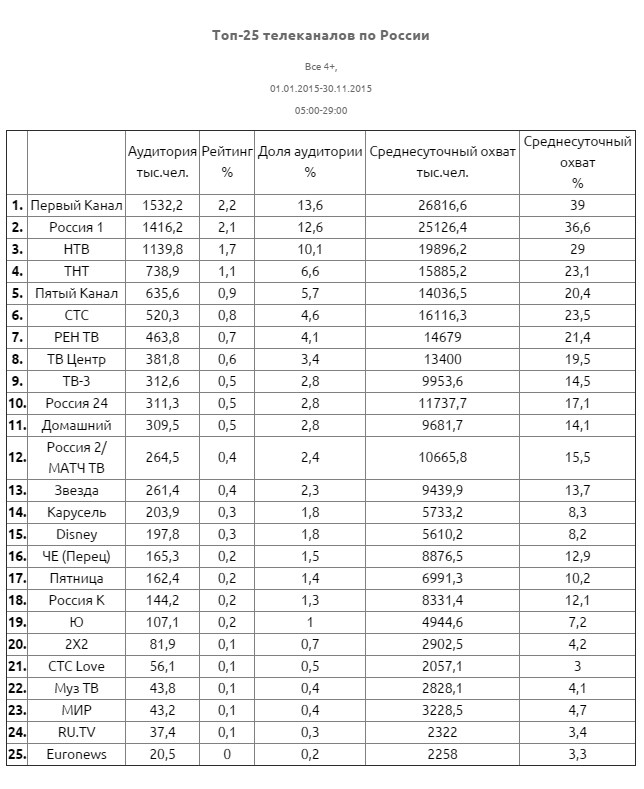 Топ-25 телеканалов по России
Все 4+,
01.01.2015-30.11.2015
05:00-29:00
Аудитория тыс.чел. Рейтинг % Доля аудитории % Среднесуточный охват тыс.чел. Среднесуточный охват %
1. Первый Канал 1532,2 2,2 13,6 26816,6 39
2. Россия 1 1416,2 2,1 12,6 25126,4 36,6
3. НТВ 1139,8 1,7 10,1 19896,2 29
4. ТНТ 738,9 1,1 6,6 15885,2 23,1
5. Пятый Канал 635,6 0,9 5,7 14036,5 20,4
6. СТС 520,3 0,8 4,6 16116,3 23,5
7. РЕН ТВ 463,8 0,7 4,1 14679 21,4
8. ТВ Центр 381,8 0,6 3,4 13400 19,5
9. ТВ-3 312,6 0,5 2,8 9953,6 14,5
10. Россия 24 311,3 0,5 2,8 11737,7 17,1
11. Домашний 309,5 0,5 2,8 9681,7 14,1
12. Россия 2/ МАТЧ ТВ 264,5 0,4 2,4 10665,8 15,5
13. Звезда 261,4 0,4 2,3 9439,9 13,7
14. Карусель 203,9 0,3 1,8 5733,2 8,3
15. Disney 197,8 0,3 1,8 5610,2 8,2
16. ЧЕ (Перец) 165,3 0,2 1,5 8876,5 12,9
17. Пятница 162,4 0,2 1,4 6991,3 10,2
18. Россия К 144,2 0,2 1,3 8331,4 12,1
19. Ю 107,1 0,2 1 4944,6 7,2
20. 2X2 81,9 0,1 0,7 2902,5 4,2
21. СТС Love 56,1 0,1 0,5 2057,1 3
22. Муз ТВ 43,8 0,1 0,4 2828,1 4,1
23. МИР 43,2 0,1 0,4 3228,5 4,7
24. RU.TV 37,4 0,1 0,3 2322 3,4
25. Euronews 20,5 0 0,2 2258 3,3